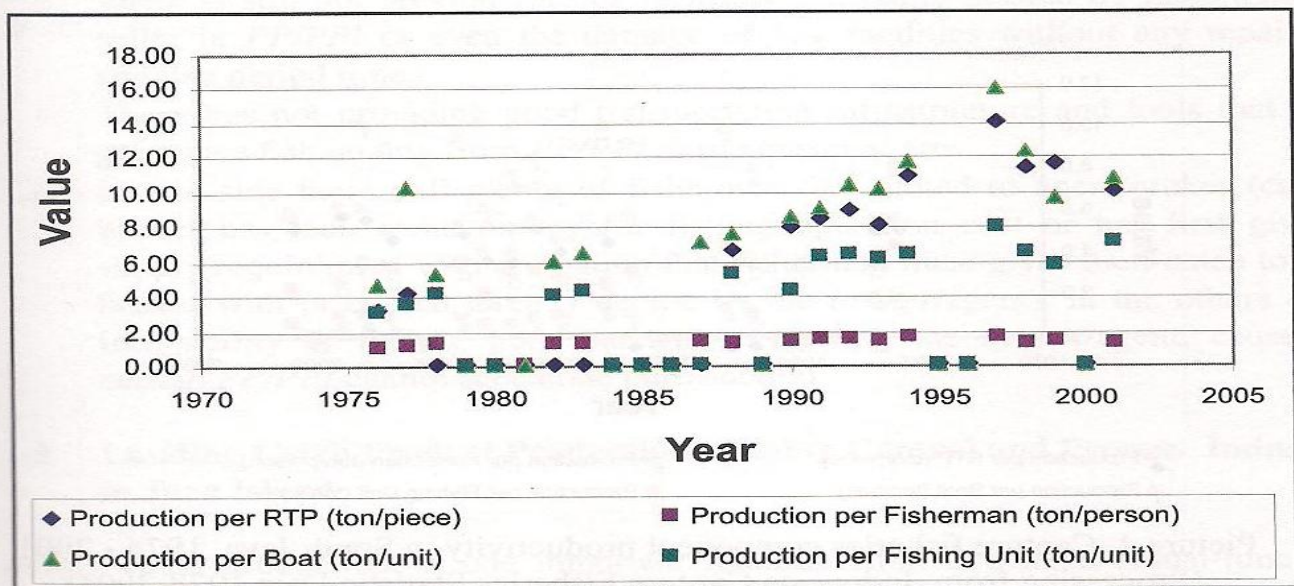 18.00
16.00
14.00
12.00
10.00
8.00
6.00
4.00
2.00
0.00
Value
1970 1975 1980 1985 1990 1995 2000 2005
Year
Production per RTP (ton/piece)
Production per Fisherman (ton/person)
Production per Boat (ton/unit)
Production per Fishing Unit (ton/unit)